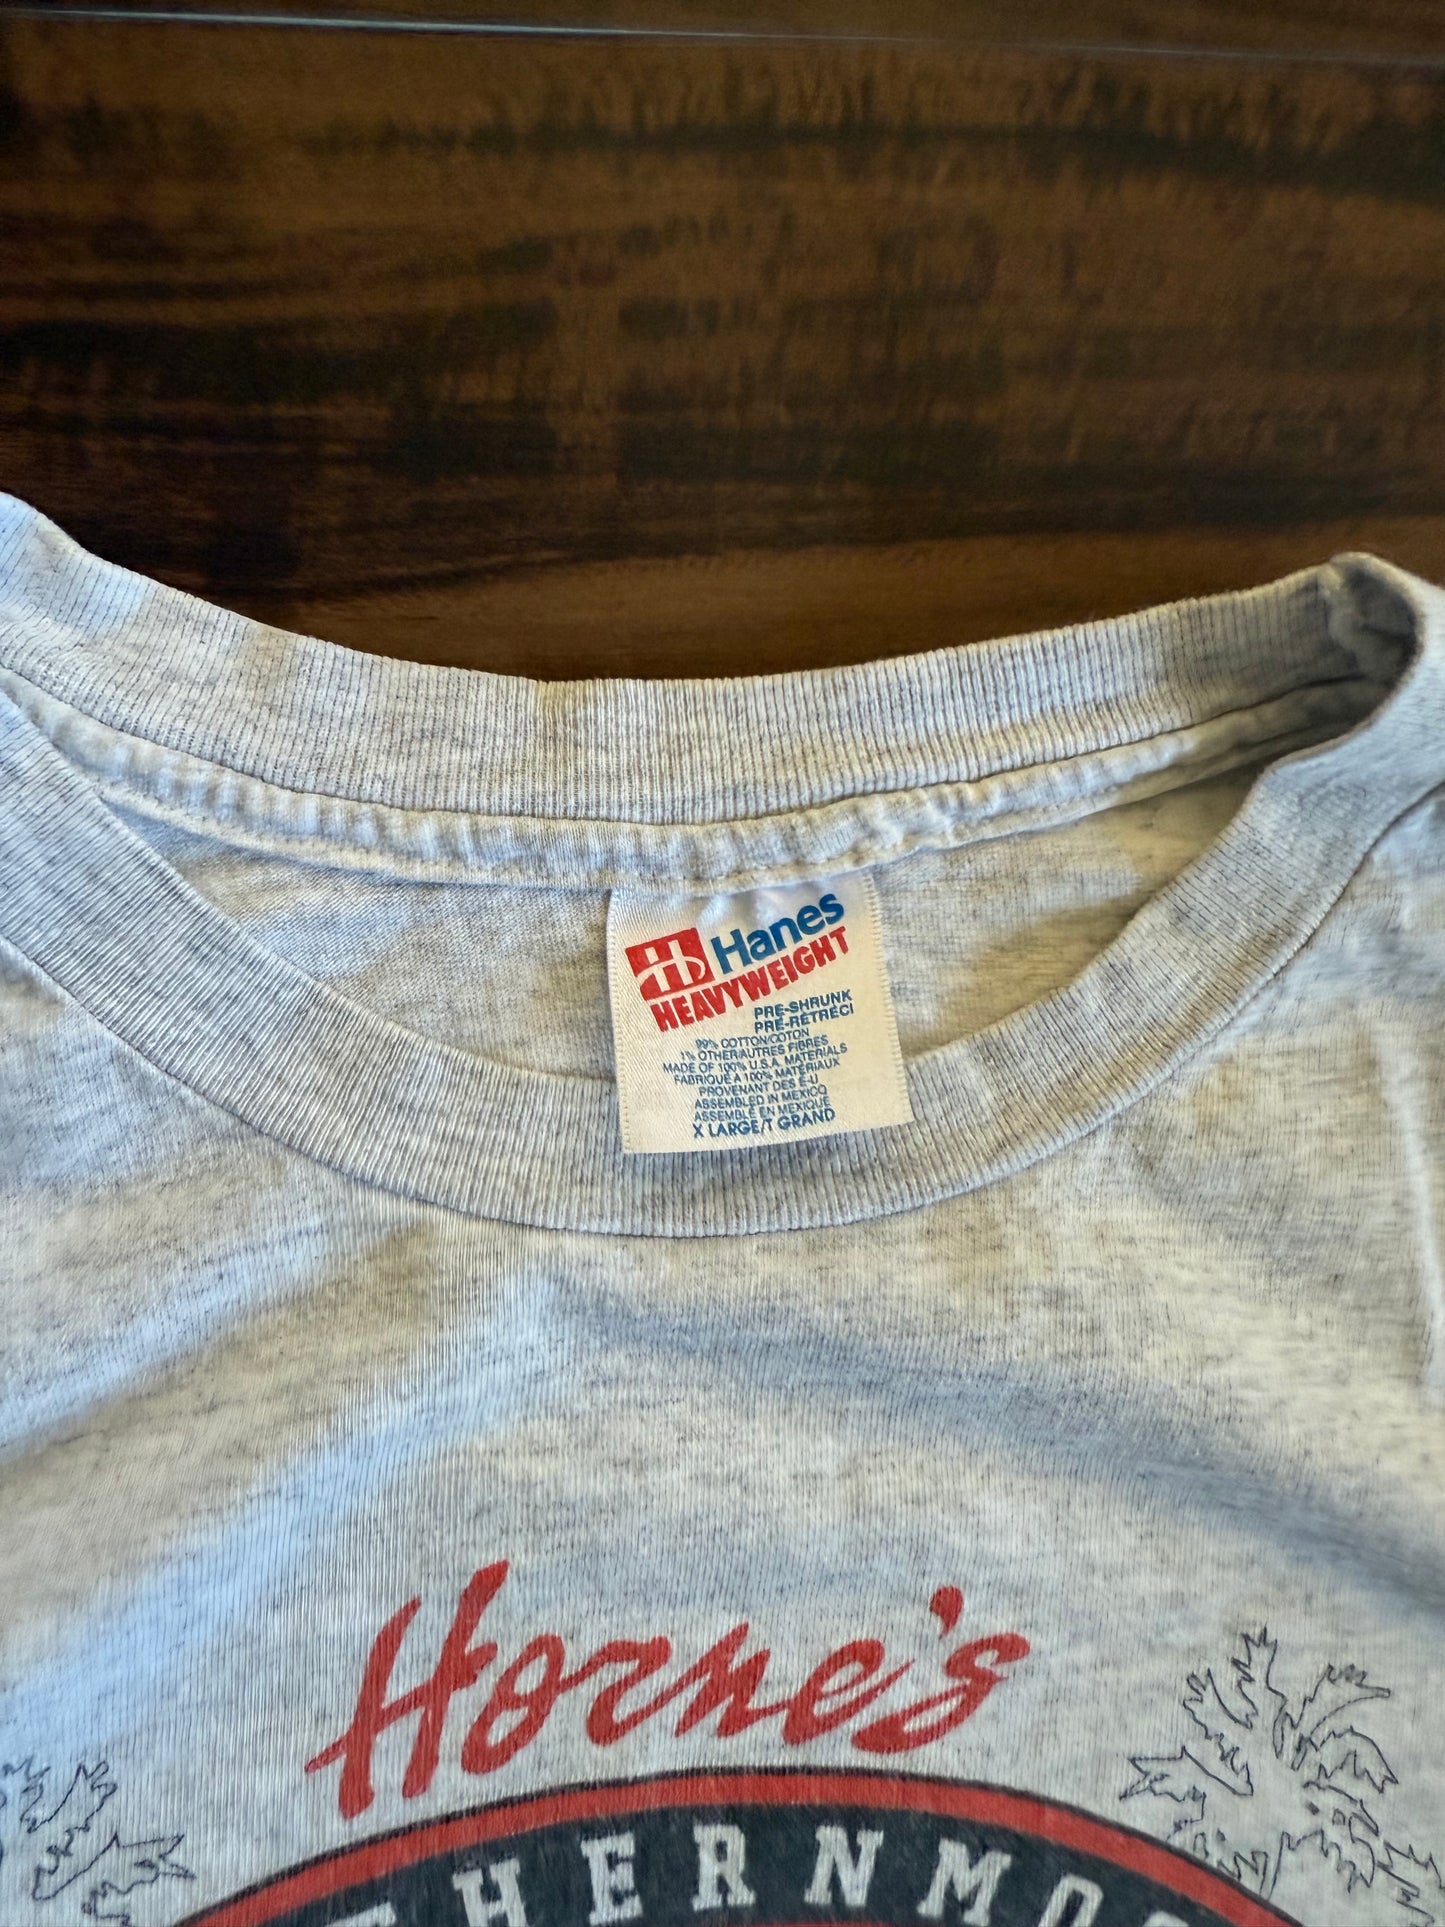 Hanes
HEAVYWEIGHT
PRE-SHRUNK
PRÉ-RÉTRÉCI
99% COTTON/COTON
1% OTHER/AUTRES FIBRES
MADE OF 100% U.S.A. MATERIALS
FABRIQUÉ A 100% MATÉRIAUX
PROVENANT DES É-U
ASSEMBLED IN MEXICO
ASSEMBLÉ EN MEXIQUE
X LARGE/T GRAND
Horne's
THERNMO